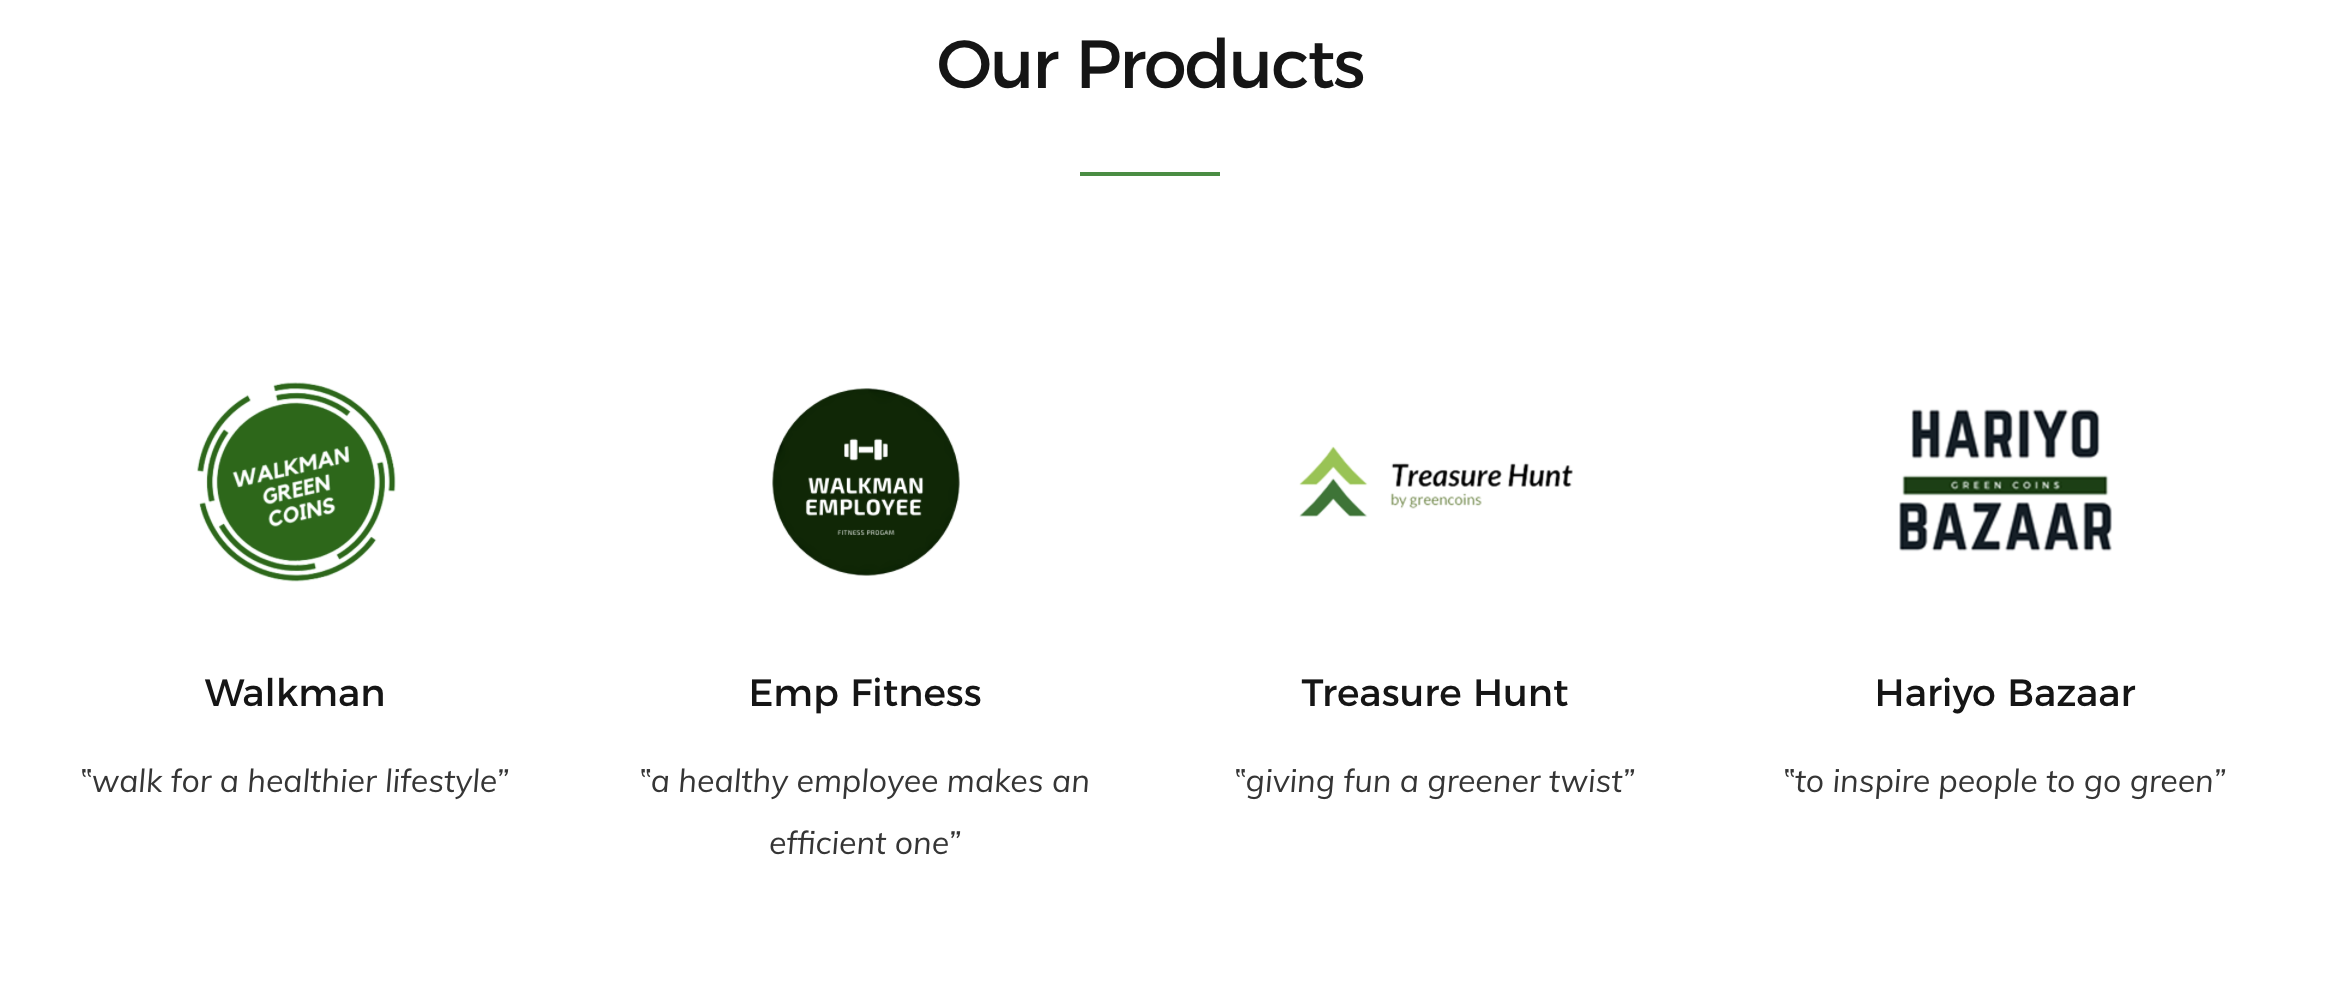 Our Products
WALKMAN
GREEN
COINS
WALKMAN
EMPLOYEE
FITNESS PROGAM
Treasure Hunt
by greencoins
HARIYO
GREEN COINS
BAZAAR
Walkman
Emp Fitness
Treasure Hunt
Hariyo Bazaar
‟walk for a healthier lifestyle”
‟a healthy employee makes an
efficient one”
‟giving fun a greener twist”
‟to inspire people to go green”